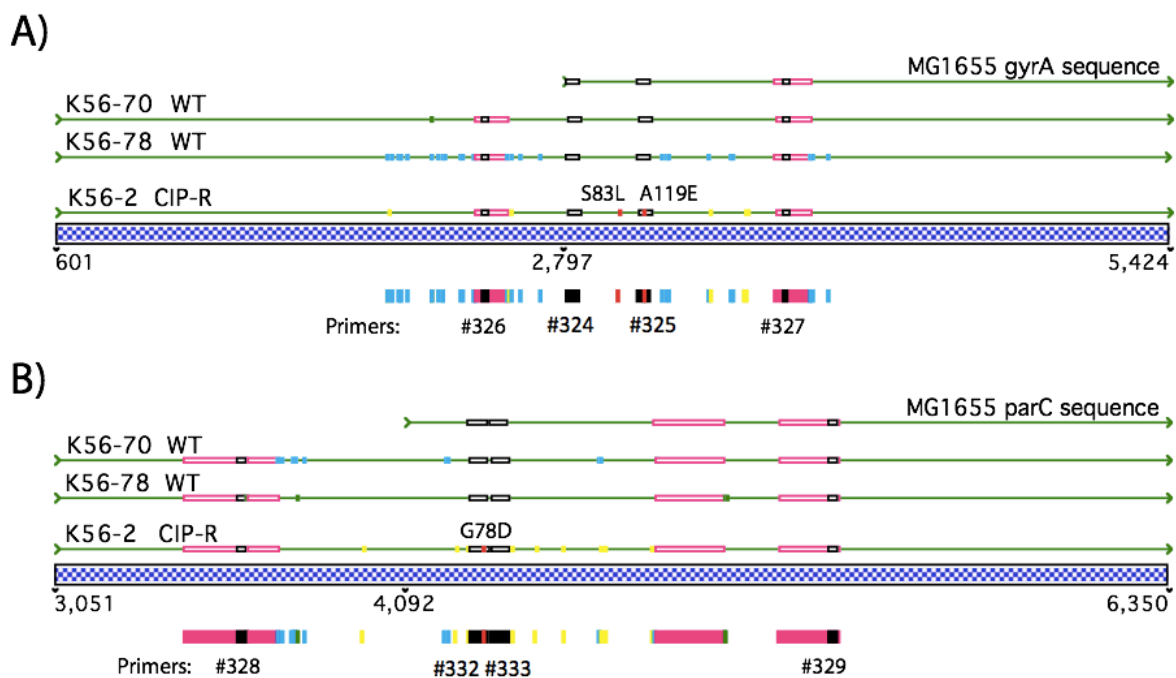 A)
MG1655 gyrA sequence
K56-70 WT
K56-78 WT
S83L A119E
K56-2 CIP-R
601 2,797 5,424
Primers: #326 #324 #325 #327
B)
MG1655 parC sequence
K56-70 WT
K56-78 WT
G78D
K56-2 CIP-R
3,051 4,092 6,350
Primers: #328 #332 #333 #329